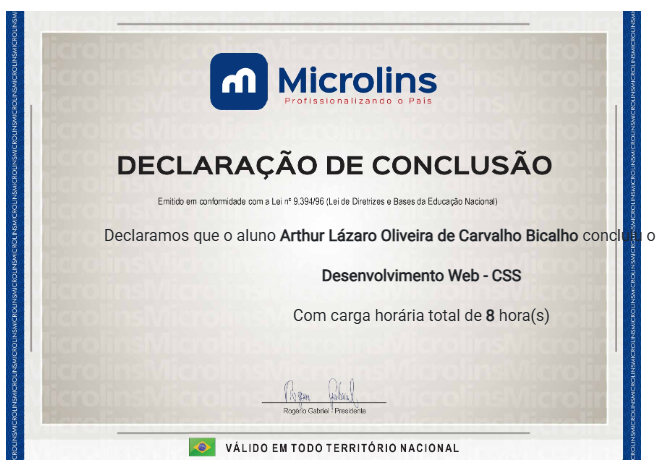 Microlins
Profissionalizando o País
DECLARAÇÃO DE CONCLUSÃO
Emitido em conformidade com a Lei nº 9.394/96 (Lei de Diretrizes e Bases da Educação Nacional)
Declaramos que o aluno Arthur Lázaro Oliveira de Carvalho Bicalho concluiu o
Desenvolvimento Web - CSS
Com carga horária total de 8 hora(s)
Rogério Gabriel - Presidente
VÁLIDO EM TODO TERRITÓRIO NACIONAL